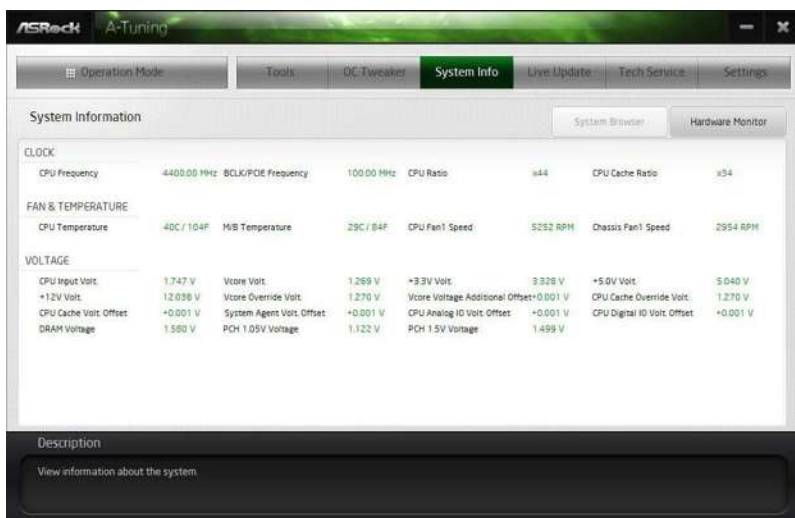 ASRock A-Tuning
Operation Mode Tools OC Tweaker System Info Live Update Tech Service Settings
System Information System Browser Hardware Monitor
CLOCK
CPU Frequency 4400.00 MHz BCLK/PCIE Frequency 100.00 MHz CPU Ratio x44 CPU Cache Ratio x34
FAN & TEMPERATURE
CPU Temperature 40C / 104F M/B Temperature 29C / 84F CPU Fan1 Speed 5252 RPM Chassis Fan1 Speed 2954 RPM
VOLTAGE
CPU Input Volt. 1.747 V Vcore Volt. 1.269 V +3.3V Volt. 3.328 V +5.0V Volt. 5.040 V
+12V Volt. 12.038 V Vcore Override Volt. 1.270 V Vcore Voltage Additional Offset +0.001 V CPU Cache Override Volt. 1.270 V
CPU Cache Volt. Offset +0.001 V System Agent Volt. Offset +0.001 V CPU Analog IO Volt. Offset +0.001 V CPU Digital IO Volt. Offset +0.001 V
DRAM Voltage 1.580 V PCH 1.05V Voltage 1.122 V PCH 1.5V Voltage 1.499 V
Description
View information about the system